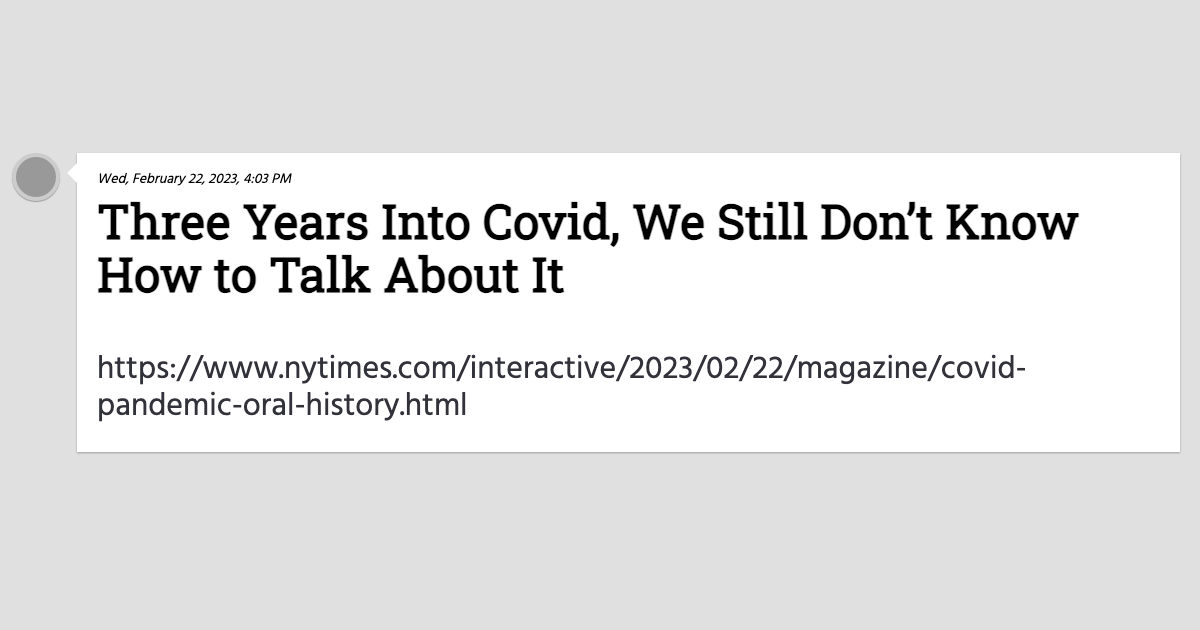 Wed, February 22, 2023, 4:03 PM
Three Years Into Covid, We Still Don’t Know
How to Talk About It
https://www.nytimes.com/interactive/2023/02/22/magazine/covid-
pandemic-oral-history.html